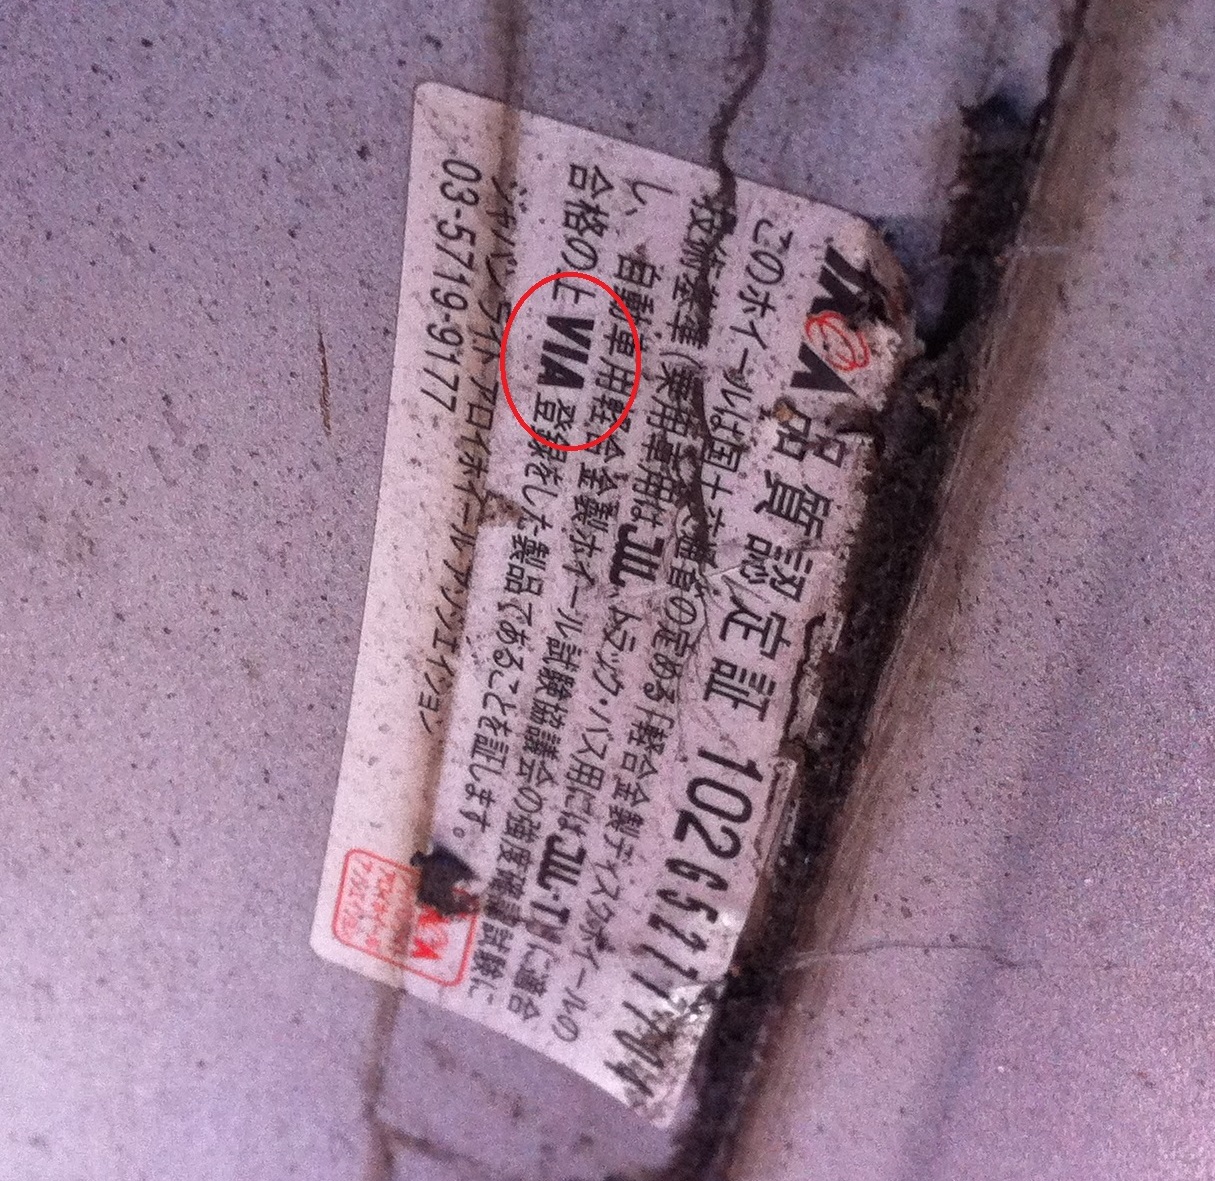 品質認定証
このホイールは国土交通省の定める「軽合金製ディスクホイールの
技術基準(乗用車用はJWL、トラック・バス用にはJWL-T)」に適合
し、自動車用軽合金製ホイール試験協議会の強度確認試験に
合格の上VIA登録をした製品であることを証します。
ジャパンライトアロイホイールアソシエイション
03-5719-9177